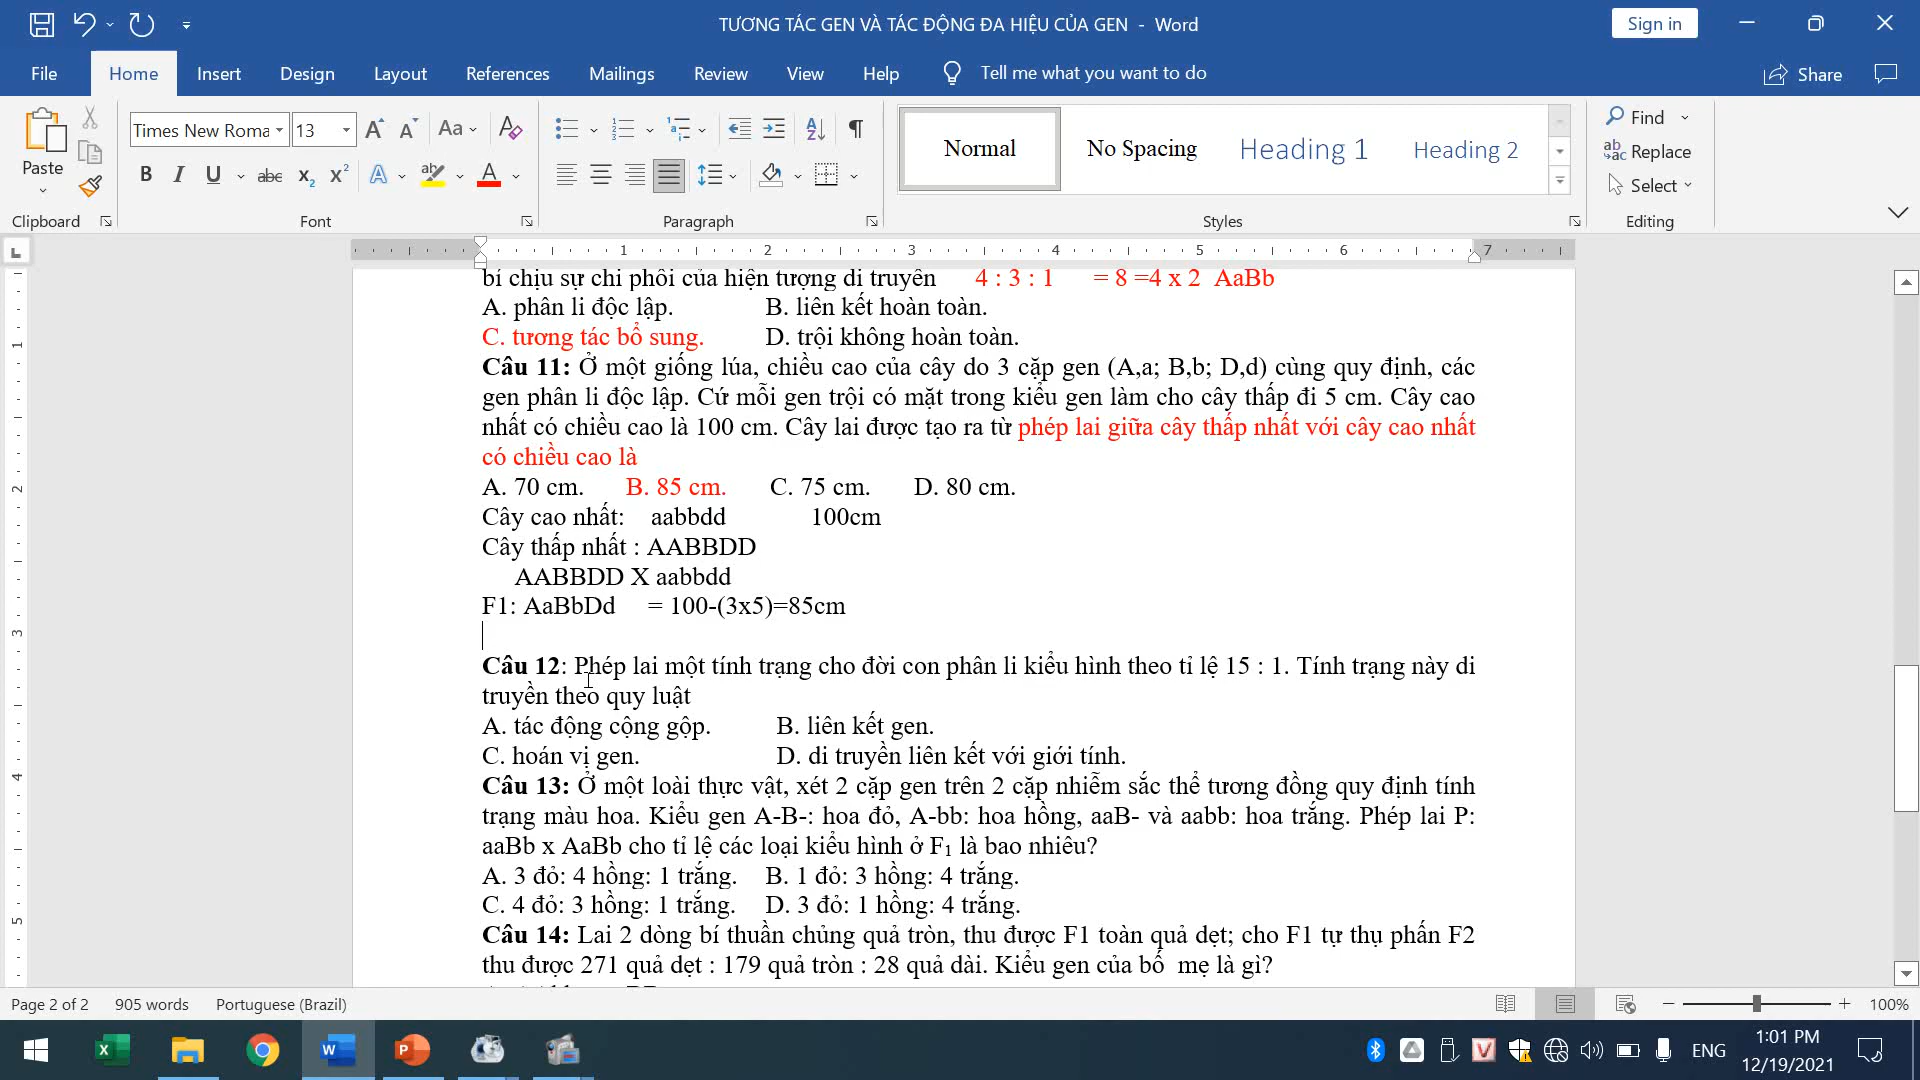 TƯƠNG TÁC GEN VÀ TÁC ĐỘNG ĐA HIỆU CỦA GEN - Word
Sign in
File Home Insert Design Layout References Mailings Review View Help Tell me what you want to do Share
Paste
Times New Roma 13
Normal No Spacing Heading 1 Heading 2
Find
Replace
Select
Clipboard Font Paragraph Styles Editing
1 2 3 4 5 6 7
bí chịu sự chi phối của hiện tượng di truyền 4 : 3 : 1 = 8 =4 x 2 AaBb
A. phân li độc lập. B. liên kết hoàn toàn.
C. tương tác bổ sung. D. trội không hoàn toàn.
Câu 11: Ở một giống lúa, chiều cao của cây do 3 cặp gen (A,a; B,b; D,d) cùng quy định, các
gen phân li độc lập. Cứ mỗi gen trội có mặt trong kiểu gen làm cho cây thấp đi 5 cm. Cây cao
nhất có chiều cao là 100 cm. Cây lai được tạo ra từ phép lai giữa cây thấp nhất với cây cao nhất
có chiều cao là
A. 70 cm. B. 85 cm. C. 75 cm. D. 80 cm.
Cây cao nhất: aabbdd 100cm
Cây thấp nhất : AABBDD
AABBDD X aabbdd
F1: AaBbDd = 100-(3x5)=85cm
Câu 12: Phép lai một tính trạng cho đời con phân li kiểu hình theo tỉ lệ 15 : 1. Tính trạng này di
truyền theo quy luật
A. tác động cộng gộp. B. liên kết gen.
C. hoán vị gen. D. di truyền liên kết với giới tính.
Câu 13: Ở một loài thực vật, xét 2 cặp gen trên 2 cặp nhiễm sắc thể tương đồng quy định tính
trạng màu hoa. Kiểu gen A-B-: hoa đỏ, A-bb: hoa hồng, aaB- và aabb: hoa trắng. Phép lai P:
aaBb x AaBb cho tỉ lệ các loại kiểu hình ở F1 là bao nhiêu?
A. 3 đỏ: 4 hồng: 1 trắng. B. 1 đỏ: 3 hồng: 4 trắng.
C. 4 đỏ: 3 hồng: 1 trắng. D. 3 đỏ: 1 hồng: 4 trắng.
Câu 14: Lai 2 dòng bí thuần chủng quả tròn, thu được F1 toàn quả dẹt; cho F1 tự thụ phấn F2
thu được 271 quả dẹt : 179 quả tròn : 28 quả dài. Kiểu gen của bố mẹ là gì?
Page 2 of 2 905 words Portuguese (Brazil) 100%
ENG 1:01 PM
12/19/2021